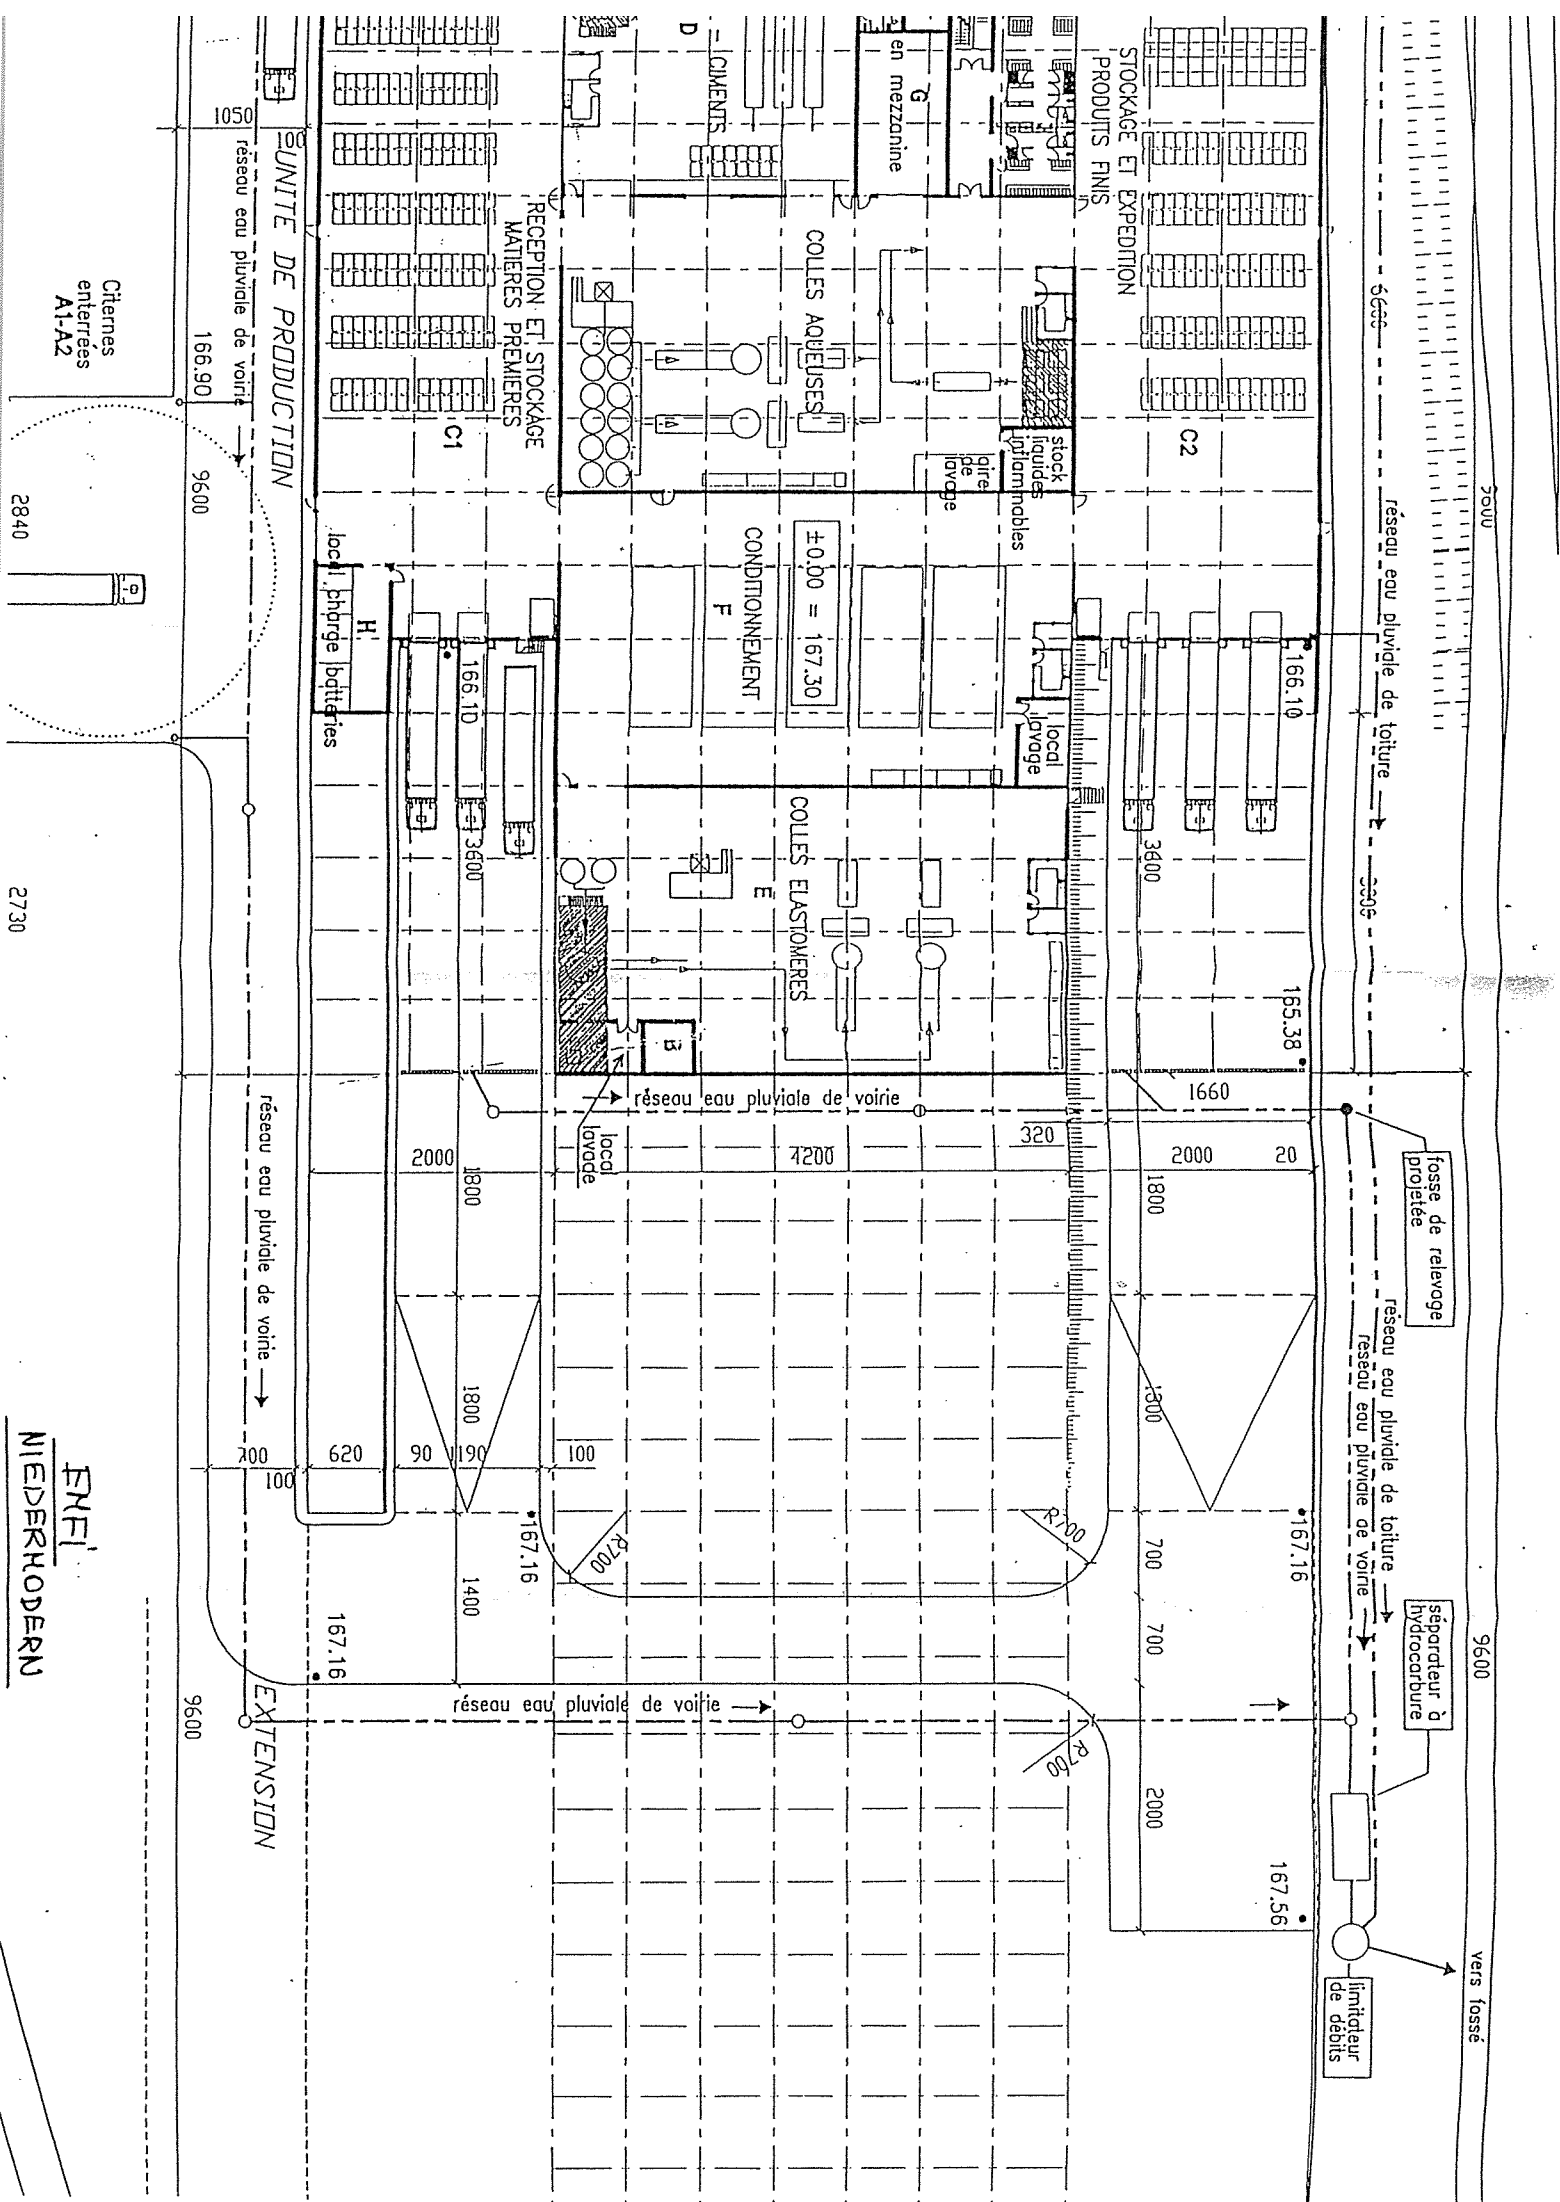 9600
réseau eau pluviale de toiture
réseau eau pluviale de toiture
réseau eau pluviale de voirie
9600
vers fossé
fosse de relevage
projetée
séparateur à
hydrocarbure
limitateur
de débits
STOCKAGE ET EXPEDITION
PRODUITS FINIS
C2
166.10
3600
165.38
1660
2000
20
1800
1800
167.16
700
700
2000
167.56
G
en mezzanine
D
- CIMENTS
COLLES AQUEUSES
stock
liquides
inflammables
aire
de
lavage
±0.00 = 167.30
CONDITIONNEMENT
F
local
lavage
COLLES ELASTOMERES
E
B
local
lavage
réseau eau pluviale de voirie
320
4200
R700
R700
R700
RECEPTION ET STOCKAGE
MATIERES PREMIERES
C1
H
local charge batteries
166.10
3600
2000
1800
1800
620
90
1190
100
700
100
167.16
1400
167.16
réseau eau pluviale de voirie
1050
100
UNITE DE PRODUCTION
réseau eau pluviale de voirie
réseau eau pluviale de voirie
EXTENSION
166.90
9600
9600
Citernes
enterrées
A1-A2
2840
2730
EMFI
NIEDERMODERN